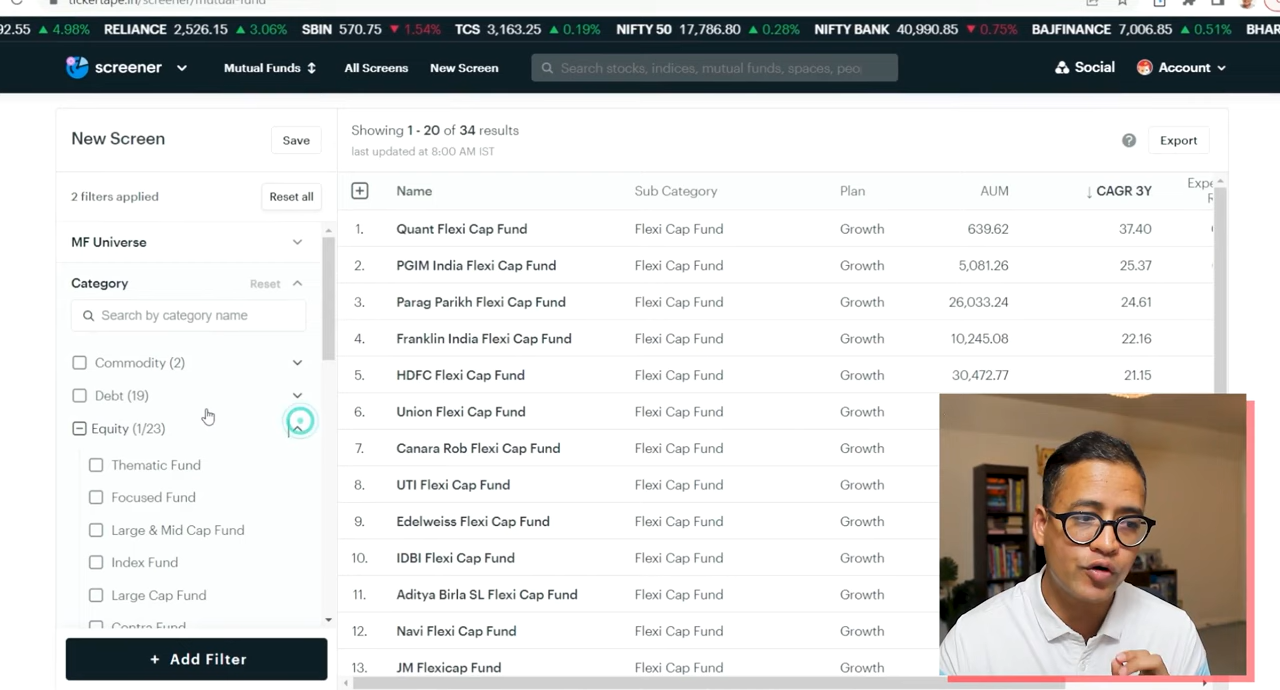 tickertape.in/screener/mutual-fund
92.55 ▲ 4.98% RELIANCE 2,526.15 ▲ 3.06% SBIN 570.75 ▼ 1.54% TCS 3,163.25 ▲ 0.19% NIFTY 50 17,786.80 ▲ 0.28% NIFTY BANK 40,990.85 ▼ 0.75% BAJFINANCE 7,006.85 ▲ 0.51% BHAR
screener Mutual Funds All Screens New Screen Search stocks, indices, mutual funds, spaces, peo Social Account
New Screen Save
Showing 1 - 20 of 34 results
last updated at 8:00 AM IST
? Export
2 filters applied Reset all
Name Sub Category Plan AUM ↓ CAGR 3Y Expe
R
MF Universe
Category Reset
Search by category name
Commodity (2)
Debt (19)
Equity (1/23)
Thematic Fund
Focused Fund
Large & Mid Cap Fund
Index Fund
Large Cap Fund
Contra Fund
+ Add Filter
1. Quant Flexi Cap Fund Flexi Cap Fund Growth 639.62 37.40
2. PGIM India Flexi Cap Fund Flexi Cap Fund Growth 5,081.26 25.37
3. Parag Parikh Flexi Cap Fund Flexi Cap Fund Growth 26,033.24 24.61
4. Franklin India Flexi Cap Fund Flexi Cap Fund Growth 10,245.08 22.16
5. HDFC Flexi Cap Fund Flexi Cap Fund Growth 30,472.77 21.15
6. Union Flexi Cap Fund Flexi Cap Fund Growth
7. Canara Rob Flexi Cap Fund Flexi Cap Fund Growth
8. UTI Flexi Cap Fund Flexi Cap Fund Growth
9. Edelweiss Flexi Cap Fund Flexi Cap Fund Growth
10. IDBI Flexi Cap Fund Flexi Cap Fund Growth
11. Aditya Birla SL Flexi Cap Fund Flexi Cap Fund Growth
12. Navi Flexi Cap Fund Flexi Cap Fund Growth
13. JM Flexicap Fund Flexi Cap Fund Growth